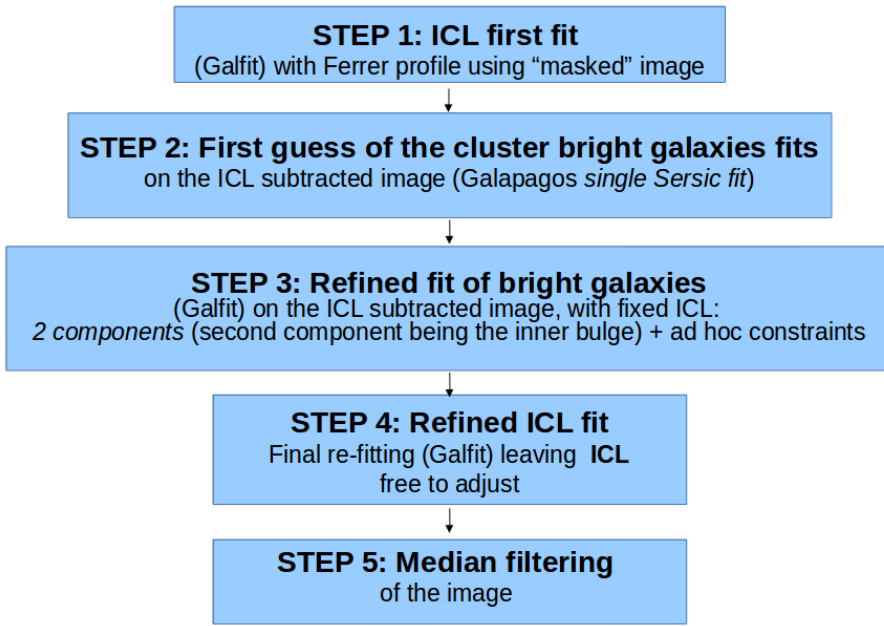 STEP 1: ICL first fit
(Galfit) with Ferrer profile using “masked” image
STEP 2: First guess of the cluster bright galaxies fits
on the ICL subtracted image (Galapagos single Sersic fit)
STEP 3: Refined fit of bright galaxies
(Galfit) on the ICL subtracted image, with fixed ICL:
2 components (second component being the inner bulge) + ad hoc constraints
STEP 4: Refined ICL fit
Final re-fitting (Galfit) leaving ICL
free to adjust
STEP 5: Median filtering
of the image